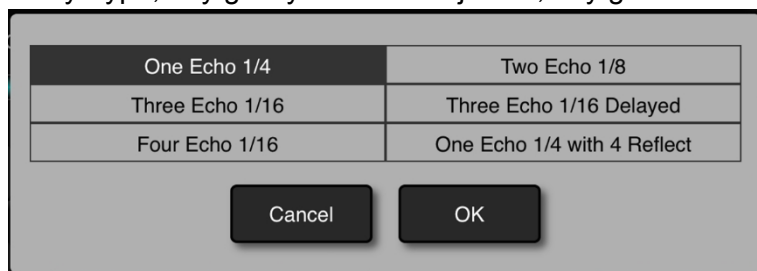 One Echo 1/4
Two Echo 1/8
Three Echo 1/16
Three Echo 1/16 Delayed
Four Echo 1/16
One Echo 1/4 with 4 Reflect
Cancel
OK